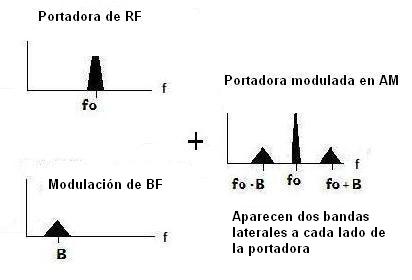 Portadora de RF
f
fo
Modulación de BF
f
B
+
Portadora modulada en AM
f
fo - B
fo
fo + B
Aparecen dos bandas
laterales a cada lado de
la portadora